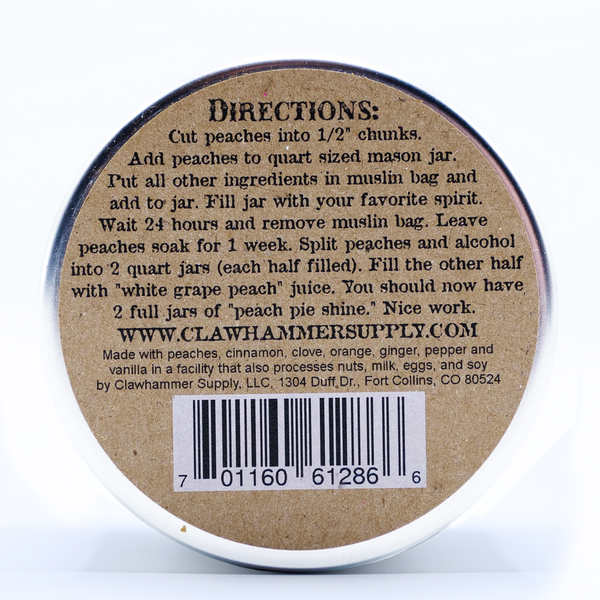 DIRECTIONS:
Cut peaches into 1/2" chunks.
Add peaches to quart sized mason jar.
Put all other ingredients in muslin bag and
add to jar. Fill jar with your favorite spirit.
Wait 24 hours and remove muslin bag. Leave
peaches soak for 1 week. Split peaches and alcohol
into 2 quart jars (each half filled). Fill the other half
with "white grape peach" juice. You should now have
2 full jars of "peach pie shine." Nice work.
WWW.CLAWHAMMERSUPPLY.COM
Made with peaches, cinnamon, clove, orange, ginger, pepper and
vanilla in a facility that also processes nuts, milk, eggs, and soy
by Clawhammer Supply, LLC, 1304 Duff Dr., Fort Collins, CO 80524
7 01160 61286 6